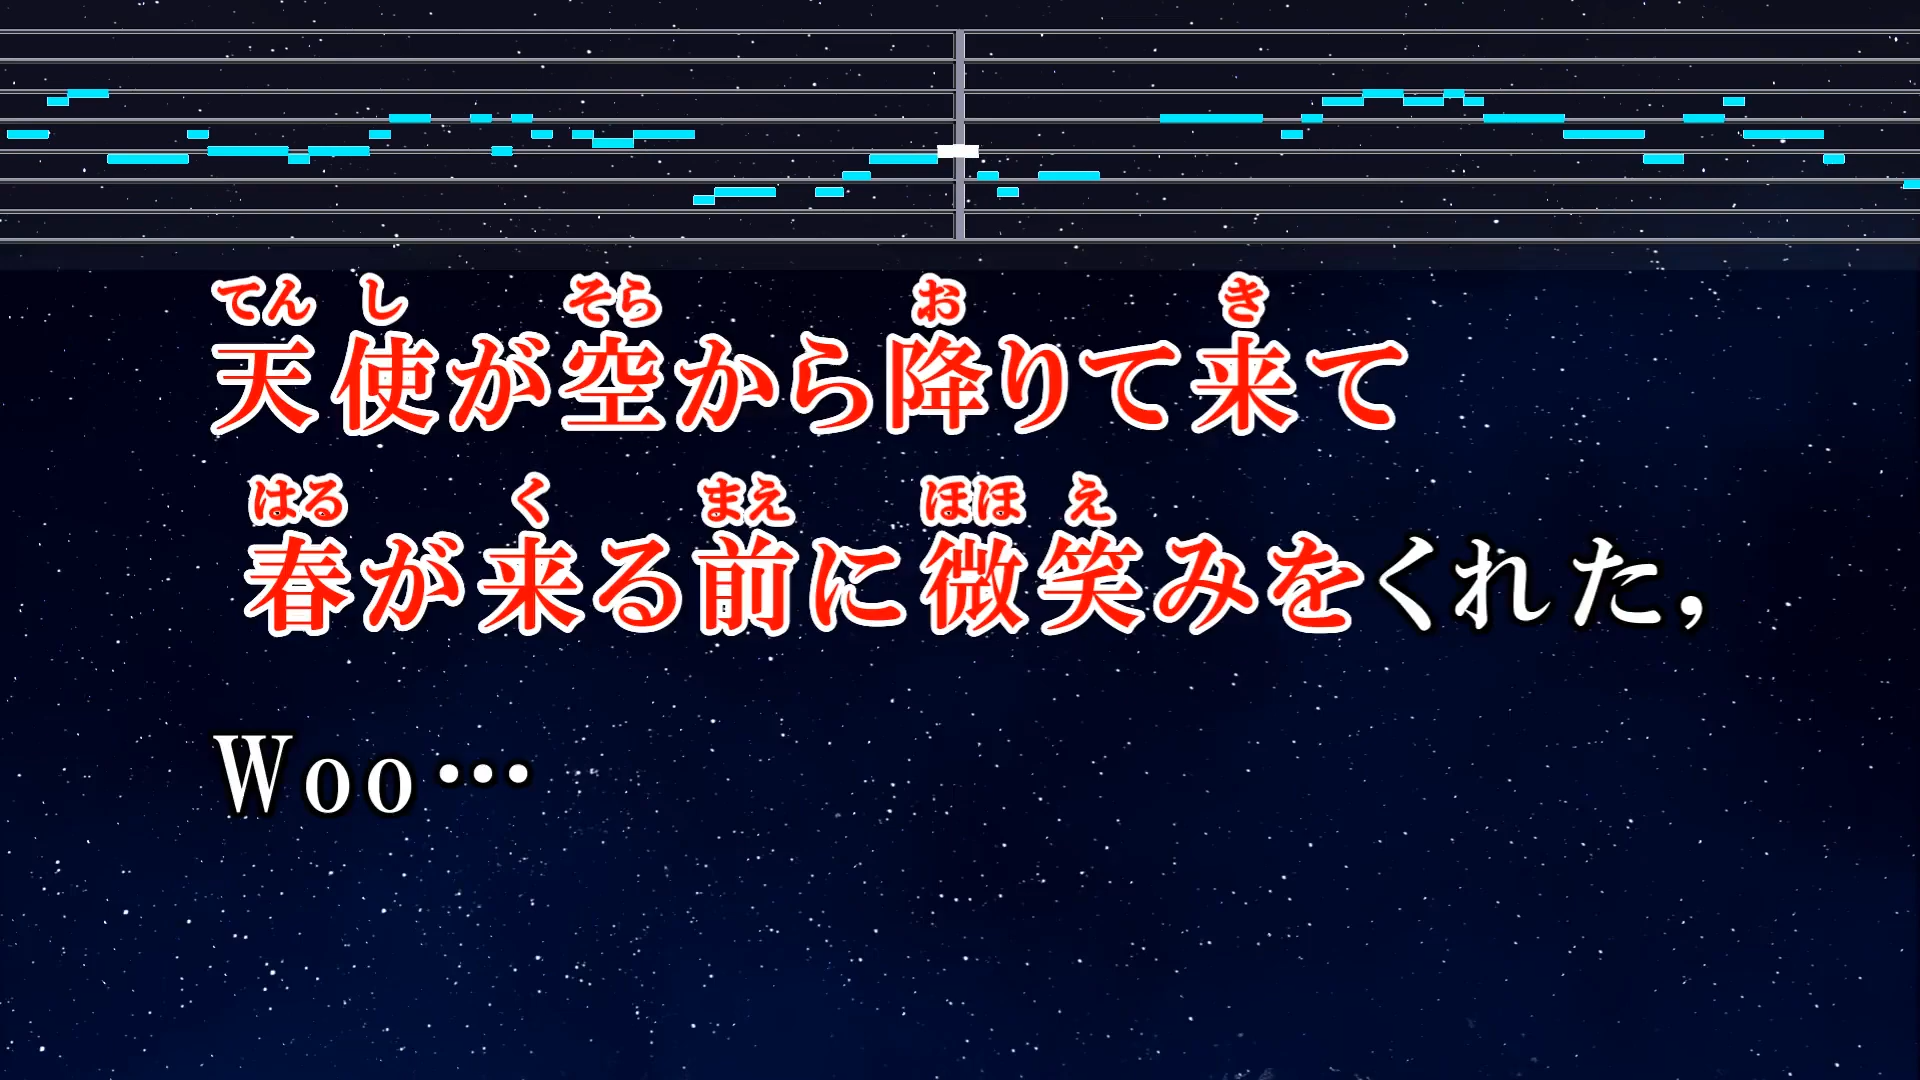 てん し そら お き
天使が空から降りて来て
はる く まえ ほほ え
春が来る前に微笑みをくれた，
Woo…